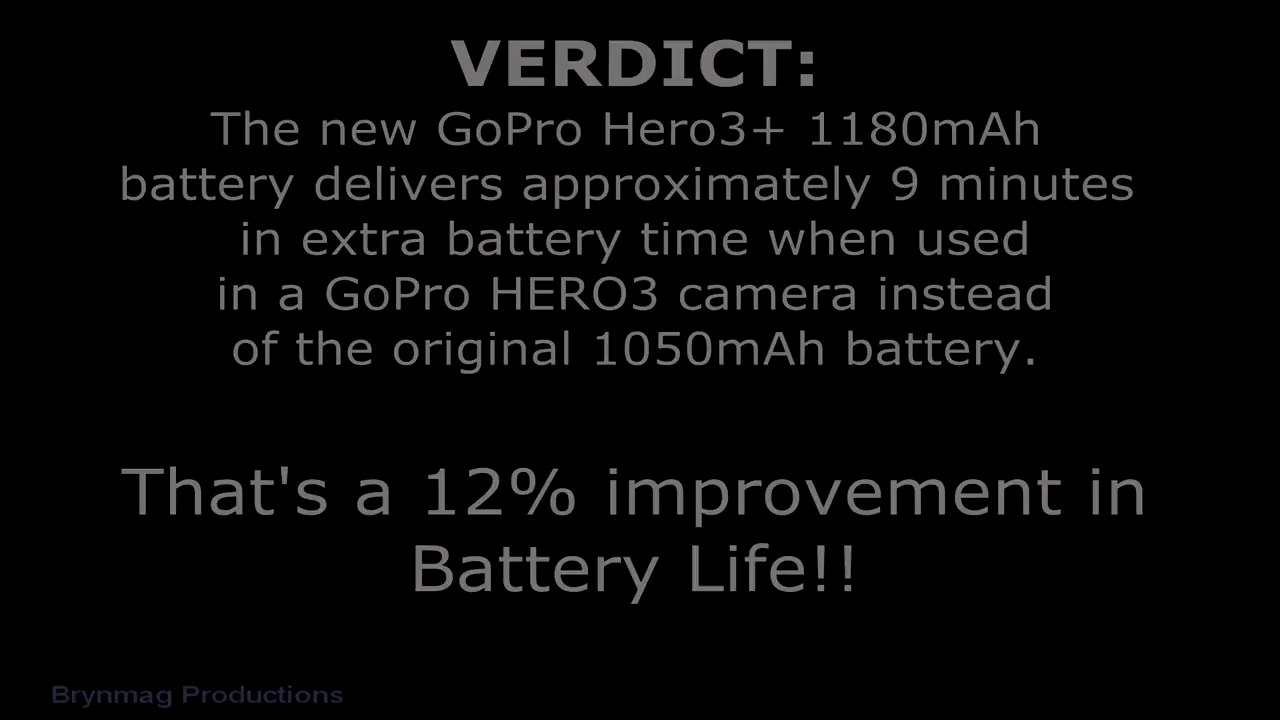 VERDICT:
The new GoPro Hero3+ 1180mAh
battery delivers approximately 9 minutes
in extra battery time when used
in a GoPro HERO3 camera instead
of the original 1050mAh battery.
That's a 12% improvement in
Battery Life!!
Brynmag Productions